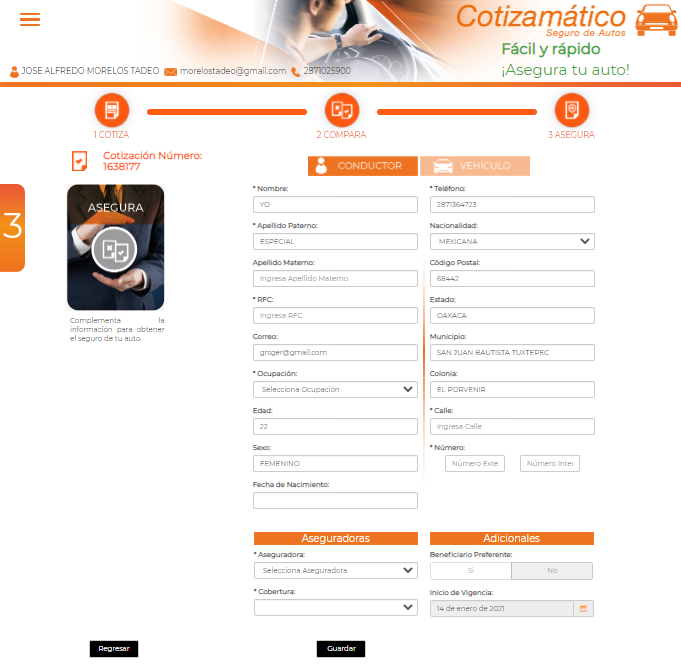 Cotizamático
Seguro de Autos
Fácil y rápido
¡Asegura tu auto!
JOSE ALFREDO MORELOS TADEO morelostadeo@gmail.com 2871025900
1 COTIZA
2 COMPARA
3 ASEGURA
Cotización Número:
1638177
CONDUCTOR
VEHÍCULO
3
ASEGURA
Complementa la
información para obtener
el seguro de tu auto.
* Nombre:
YO
* Apellido Paterno:
ESPECIAL
Apellido Materno:
Ingresa Apellido Materno
* RFC:
Ingresa RFC
Correo:
grsger@gmail.com
* Ocupación:
Selecciona Ocupación
Edad:
22
Sexo:
FEMENINO
Fecha de Nacimiento:
* Teléfono:
2871364723
Nacionalidad:
MEXICANA
Código Postal:
68442
Estado:
OAXACA
Municipio:
SAN JUAN BAUTISTA TUXTEPEC
Colonia:
EL PORVENIR
* Calle:
Ingresa Calle
* Número:
Número Exte
Número Inter
Aseguradoras
* Aseguradora:
Selecciona Aseguradora
* Cobertura:
Adicionales
Beneficiario Preferente:
Si
No
Inicio de Vigencia:
14 de enero de 2021
Regresar
Guardar